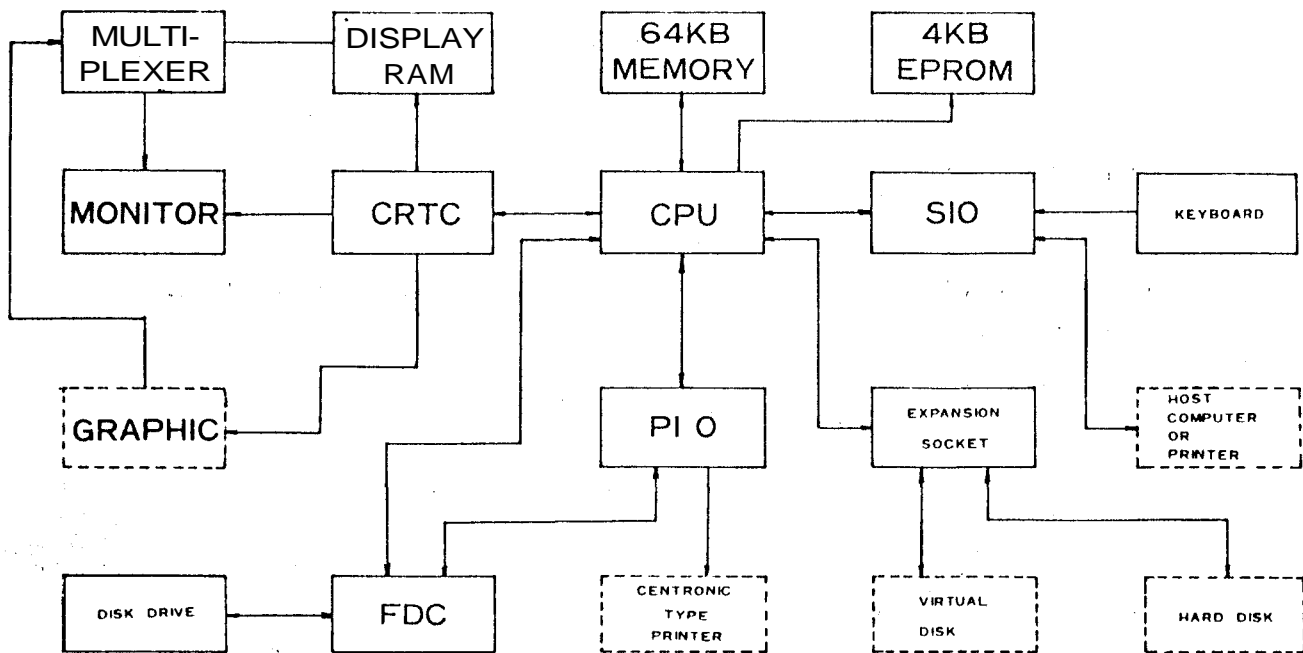 MULTI-
PLEXER
DISPLAY
RAM
64KB
MEMORY
4KB
EPROM
MONITOR
CRTC
CPU
SIO
KEYBOARD
GRAPHIC
PI O
EXPANSION
SOCKET
HOST
COMPUTER
OR
PRINTER
DISK DRIVE
FDC
CENTRONIC
TYPE
PRINTER
VIRTUAL
DISK
HARD DISK